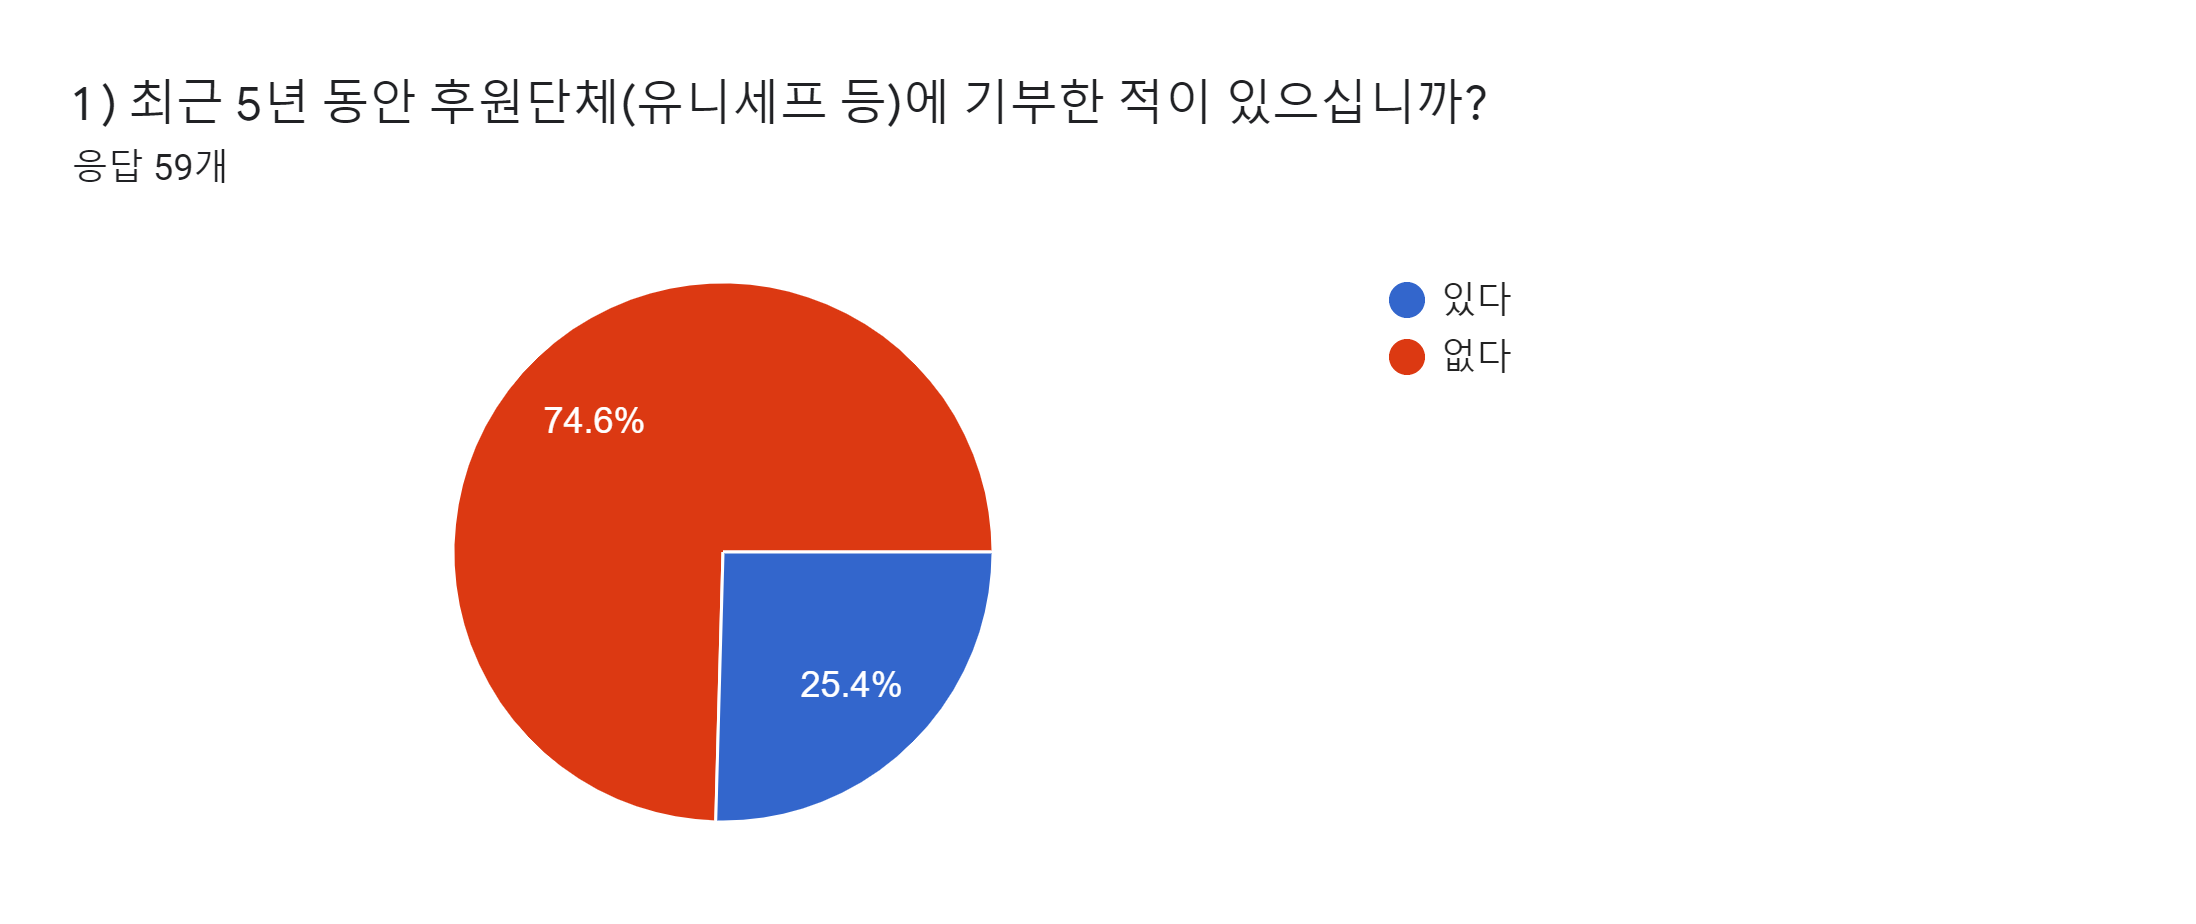 1) 최근 5년 동안 후원단체(유니세프 등)에 기부한 적이 있으십니까?
응답 59개
있다
없다
74.6%
25.4%